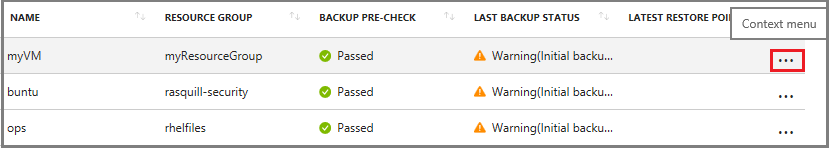 NAME RESOURCE GROUP BACKUP PRE-CHECK LAST BACKUP STATUS LATEST RESTORE POI
Context menu
myVM myResourceGroup Passed Warning(Initial backu... ...
buntu rasquill-security Passed Warning(Initial backu... ...
ops rhelfiles Passed Warning(Initial backu... ...